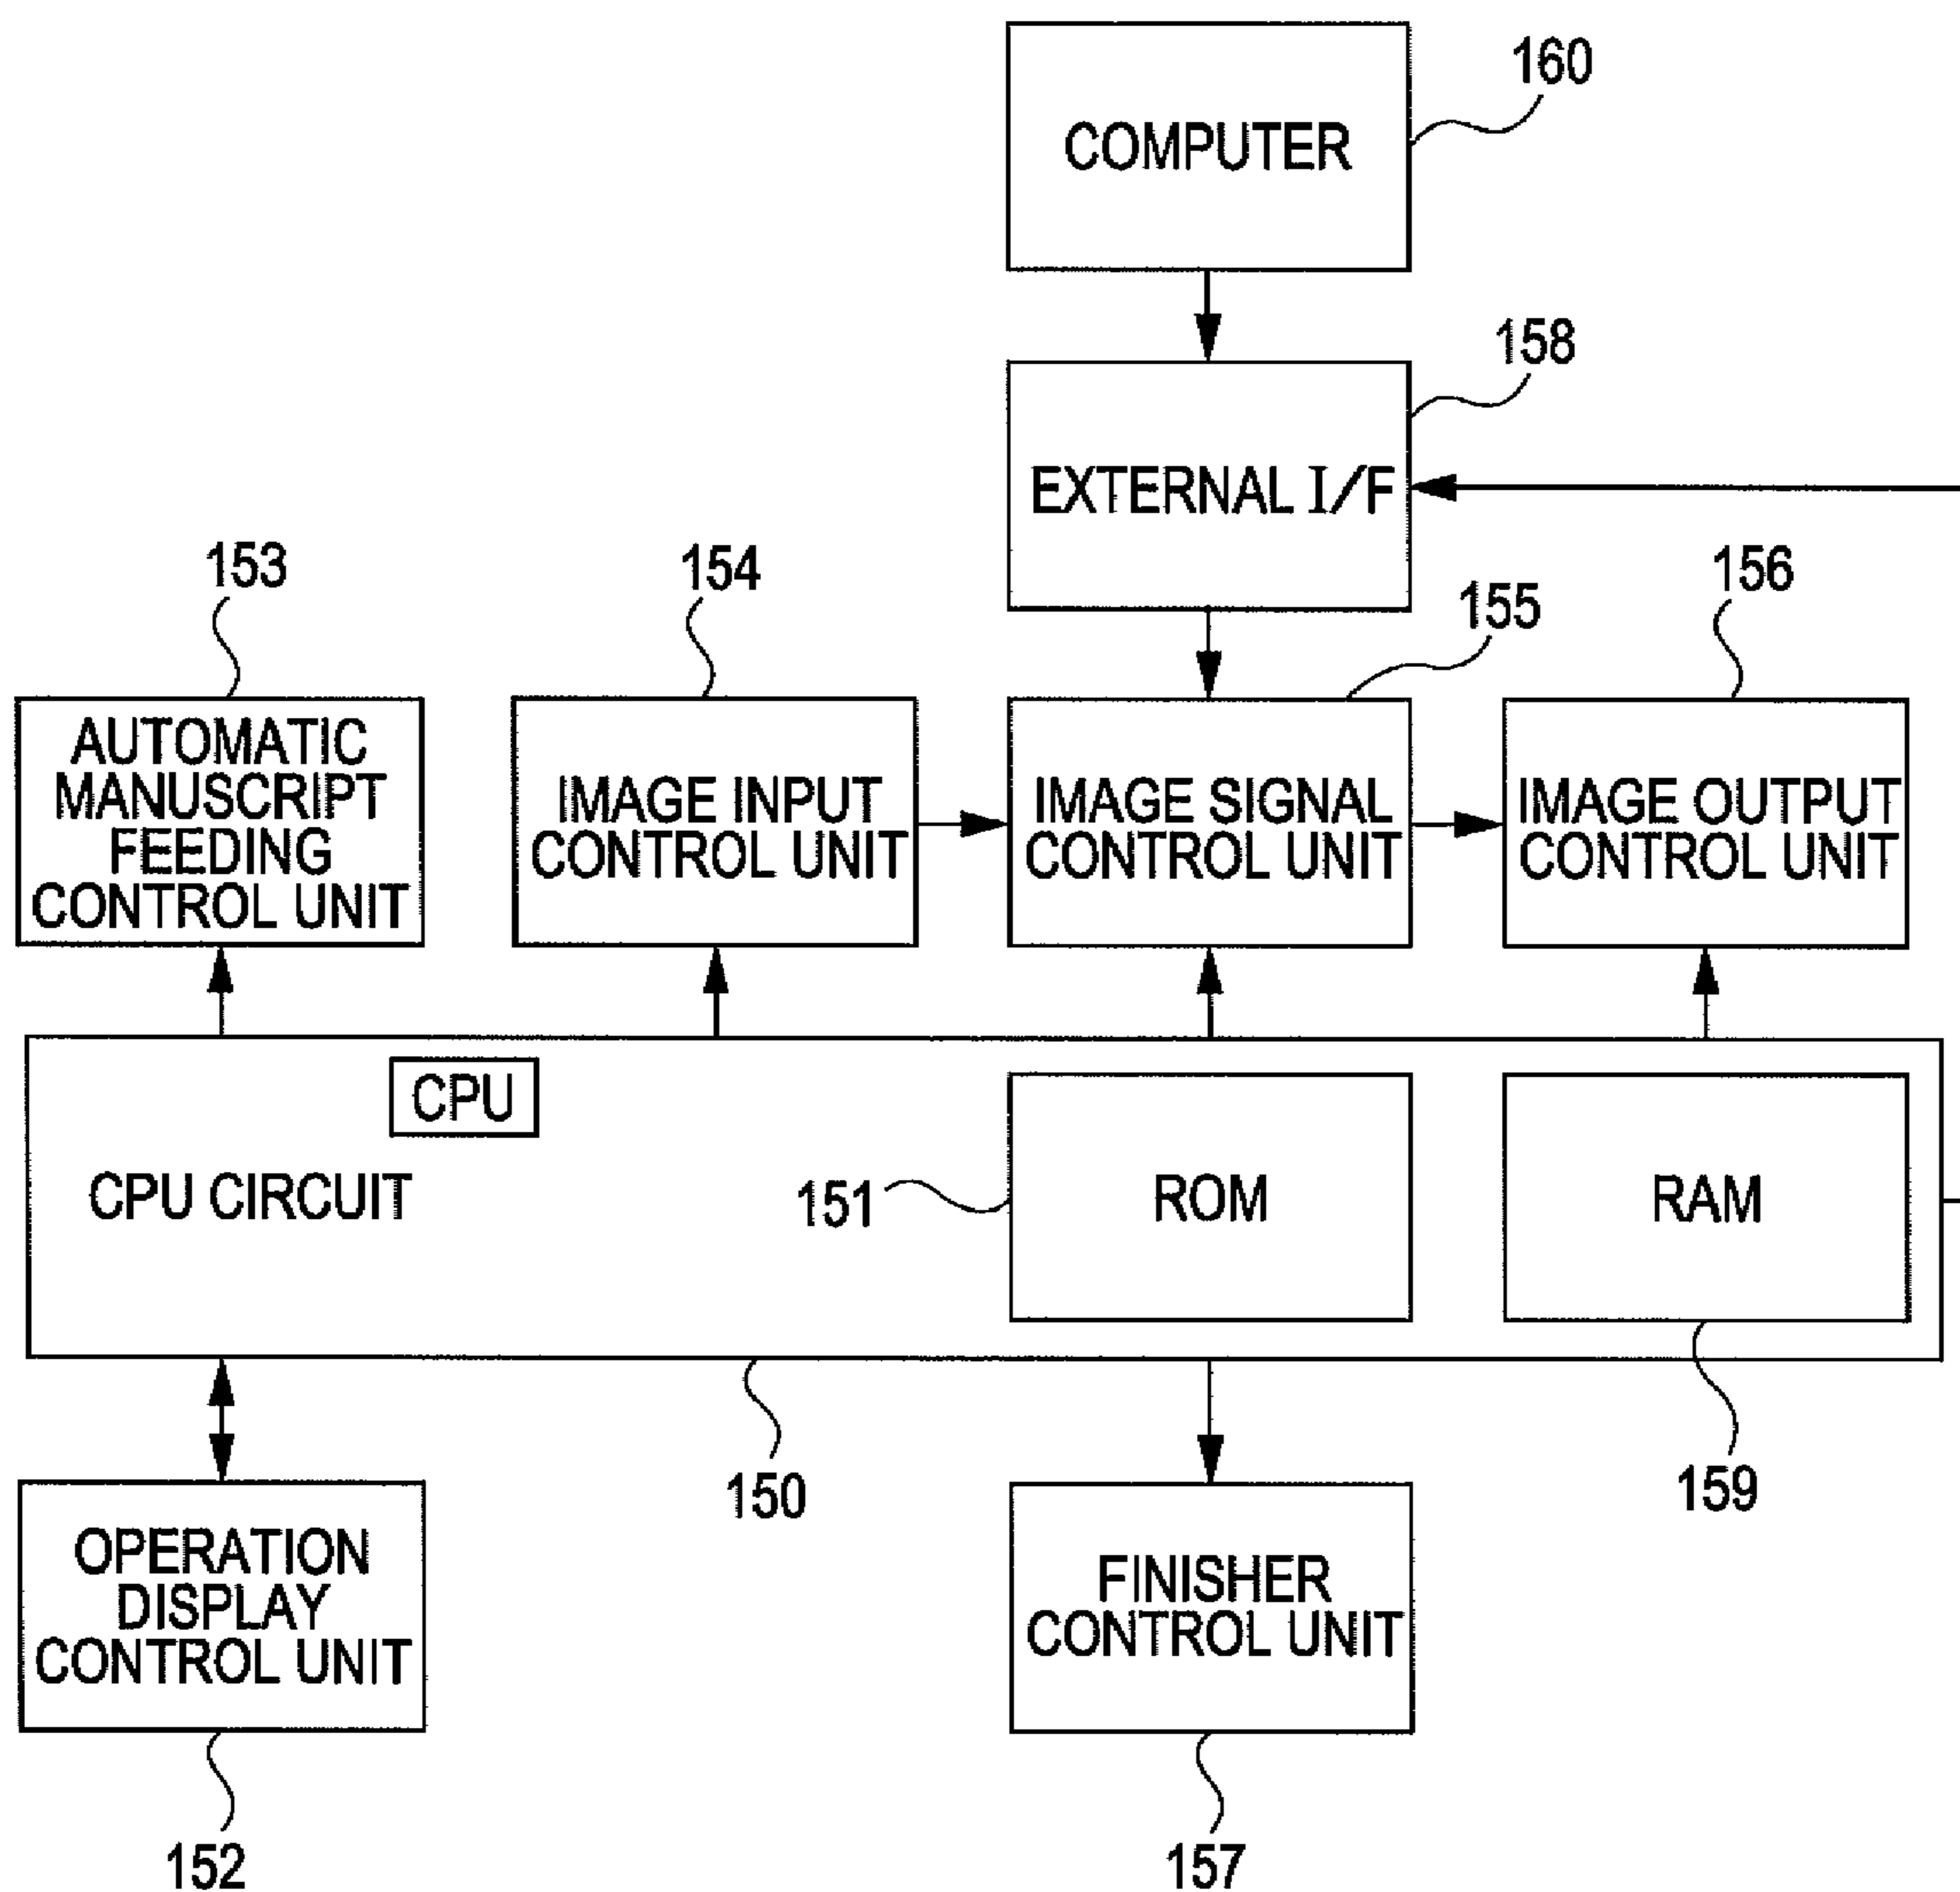 160
COMPUTER
158
EXTERNAL I/F
153
154
155
156
AUTOMATIC
MANUSCRIPT
FEEDING
CONTROL UNIT
IMAGE INPUT
CONTROL UNIT
IMAGE SIGNAL
CONTROL UNIT
IMAGE OUTPUT
CONTROL UNIT
CPU
CPU CIRCUIT
151
ROM
RAM
150
159
OPERATION
DISPLAY
CONTROL UNIT
FINISHER
CONTROL UNIT
152
157